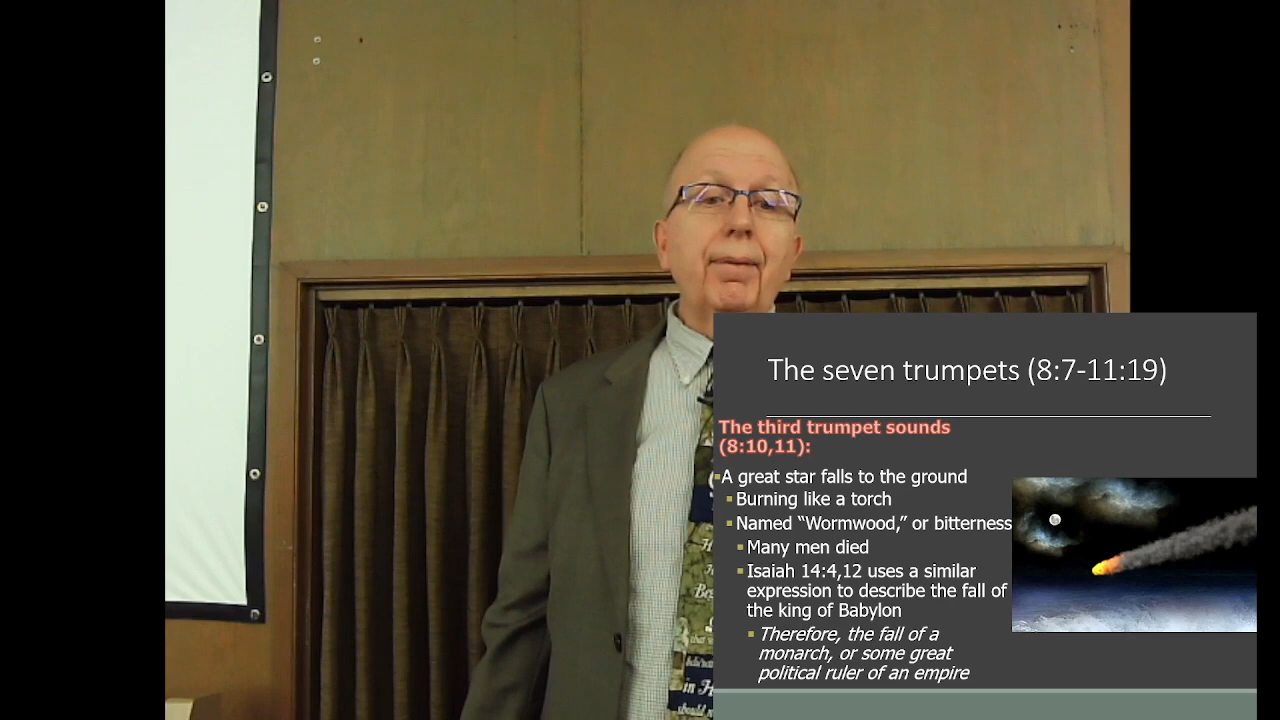 The seven trumpets (8:7-11:19)
The third trumpet sounds
(8:10,11):
A great star falls to the ground
Burning like a torch
Named “Wormwood,” or bitterness
Many men died
Isaiah 14:4,12 uses a similar
expression to describe the fall of
the king of Babylon
Therefore, the fall of a
monarch, or some great
political ruler of an empire
in H